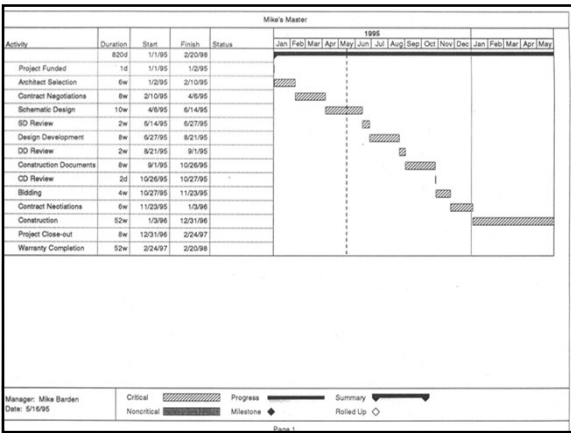 Mike's Master
1995
Activity Duration Start Finish Status Jan Feb Mar Apr May Jun Jul Aug Sep Oct Nov Dec Jan Feb Mar Apr May
820d 1/1/95 2/20/98
Project Funded 1d 1/1/95 1/2/95
Architect Selection 6w 1/2/95 2/10/95
Contract Negotiations 8w 2/10/95 4/6/95
Schematic Design 10w 4/6/95 6/14/95
SD Review 2w 6/14/95 6/27/95
Design Development 8w 6/27/95 8/21/95
DD Review 2w 8/21/95 9/1/95
Construction Documents 8w 9/1/95 10/26/95
CD Review 2d 10/26/95 10/27/95
Bidding 4w 10/27/95 11/23/95
Contract Neotiations 6w 11/23/95 1/3/96
Construction 52w 1/3/96 12/31/96
Project Close-out 8w 12/31/96 2/24/97
Warranty Completion 52w 2/24/97 2/20/98
Manager: Mike Barden Critical Progress Summary
Date: 5/16/95 Noncritical Milestone Rolled Up
Page 1